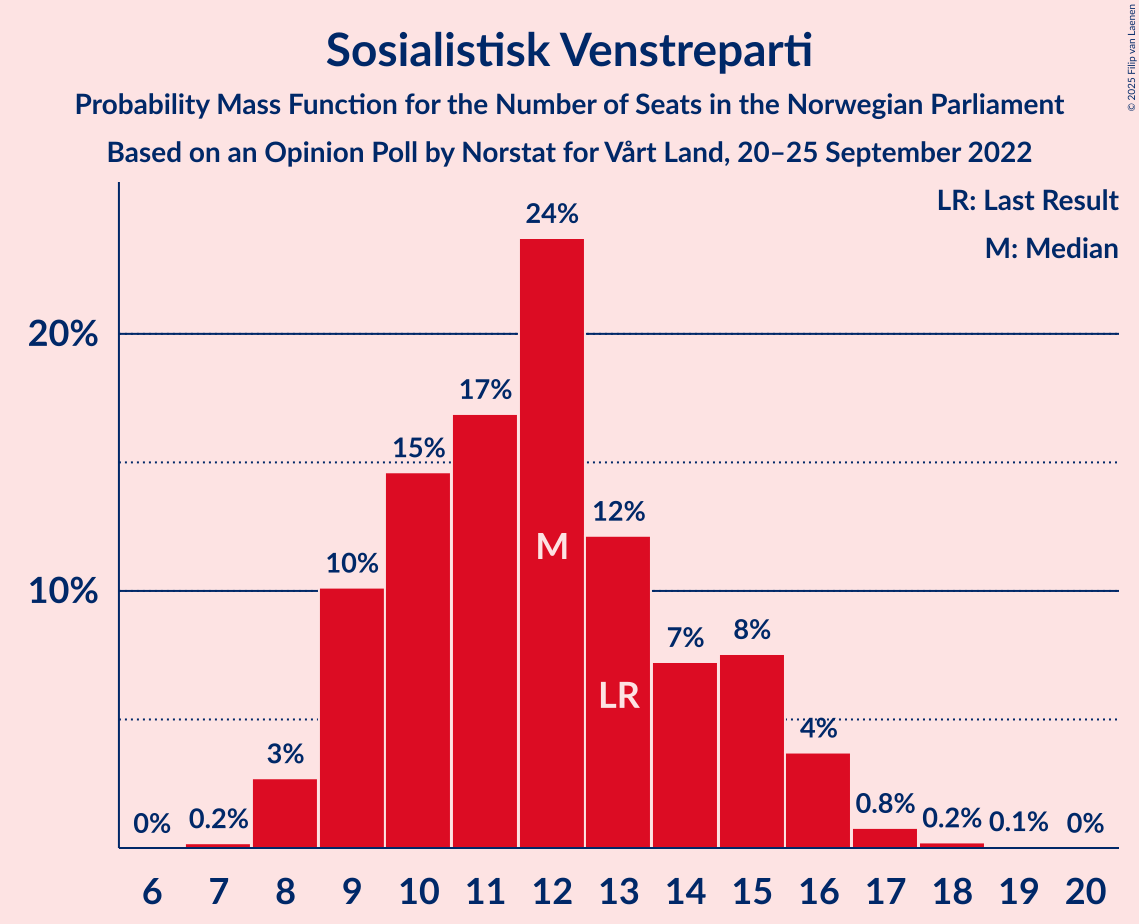 Sosialistisk Venstreparti
Probability Mass Function for the Number of Seats in the Norwegian Parliament
Based on an Opinion Poll by Norstat for Vårt Land, 20–25 September 2022
© 2025 Filip van Laenen
LR: Last Result
M: Median
24%
20%
17%
15%
12%
M
10%
10%
8%
7%
LR
4%
3%
0.8%
0% 0.2% 0.2% 0.1% 0%
6 7 8 9 10 11 12 13 14 15 16 17 18 19 20